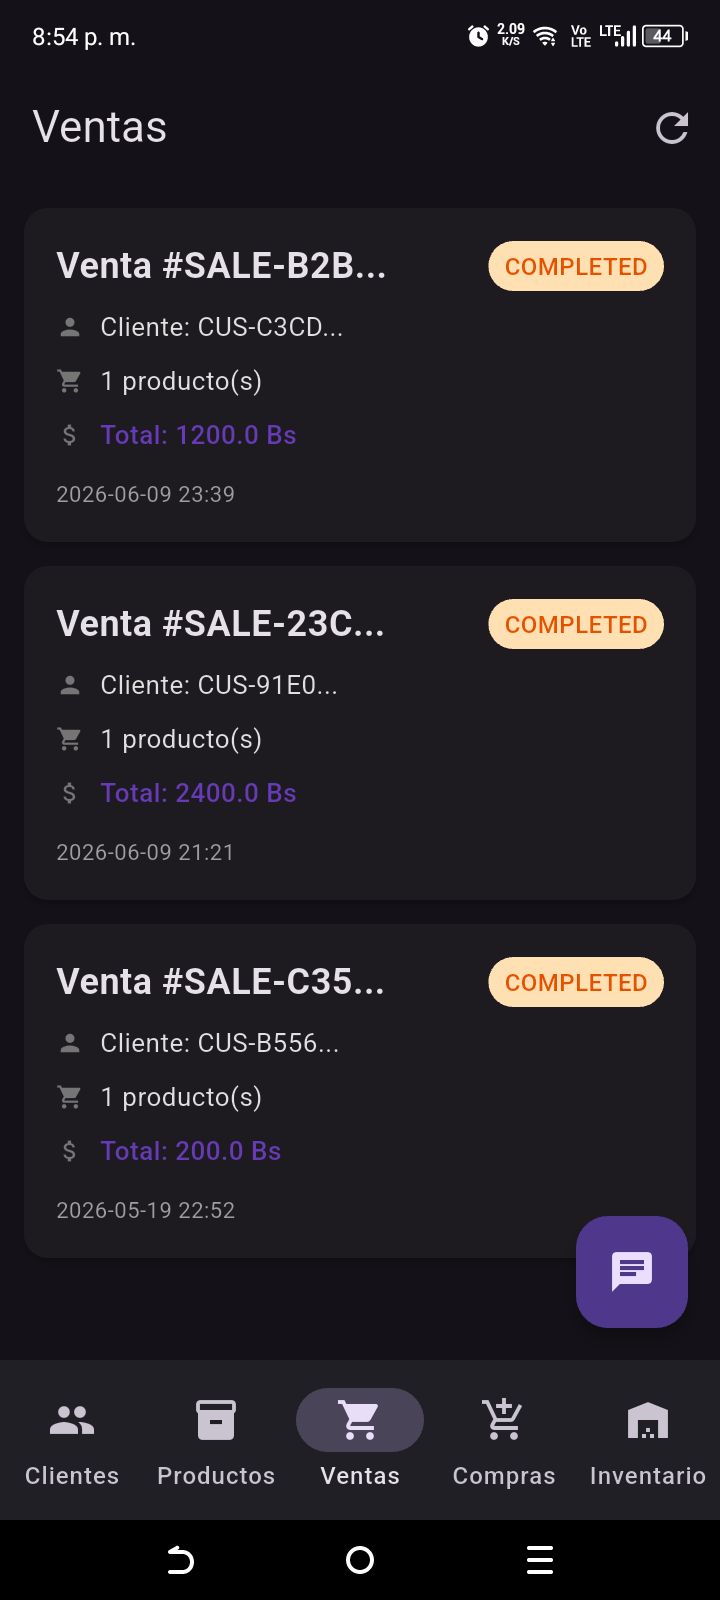 8:54 p. m.
2.09 K/S
Vo LTE
LTE
44
Ventas
Venta #SALE-B2B...
COMPLETED
Cliente: CUS-C3CD...
1 producto(s)
Total: 1200.0 Bs
2026-06-09 23:39
Venta #SALE-23C...
COMPLETED
Cliente: CUS-91E0...
1 producto(s)
Total: 2400.0 Bs
2026-06-09 21:21
Venta #SALE-C35...
COMPLETED
Cliente: CUS-B556...
1 producto(s)
Total: 200.0 Bs
2026-05-19 22:52
Clientes
Productos
Ventas
Compras
Inventario